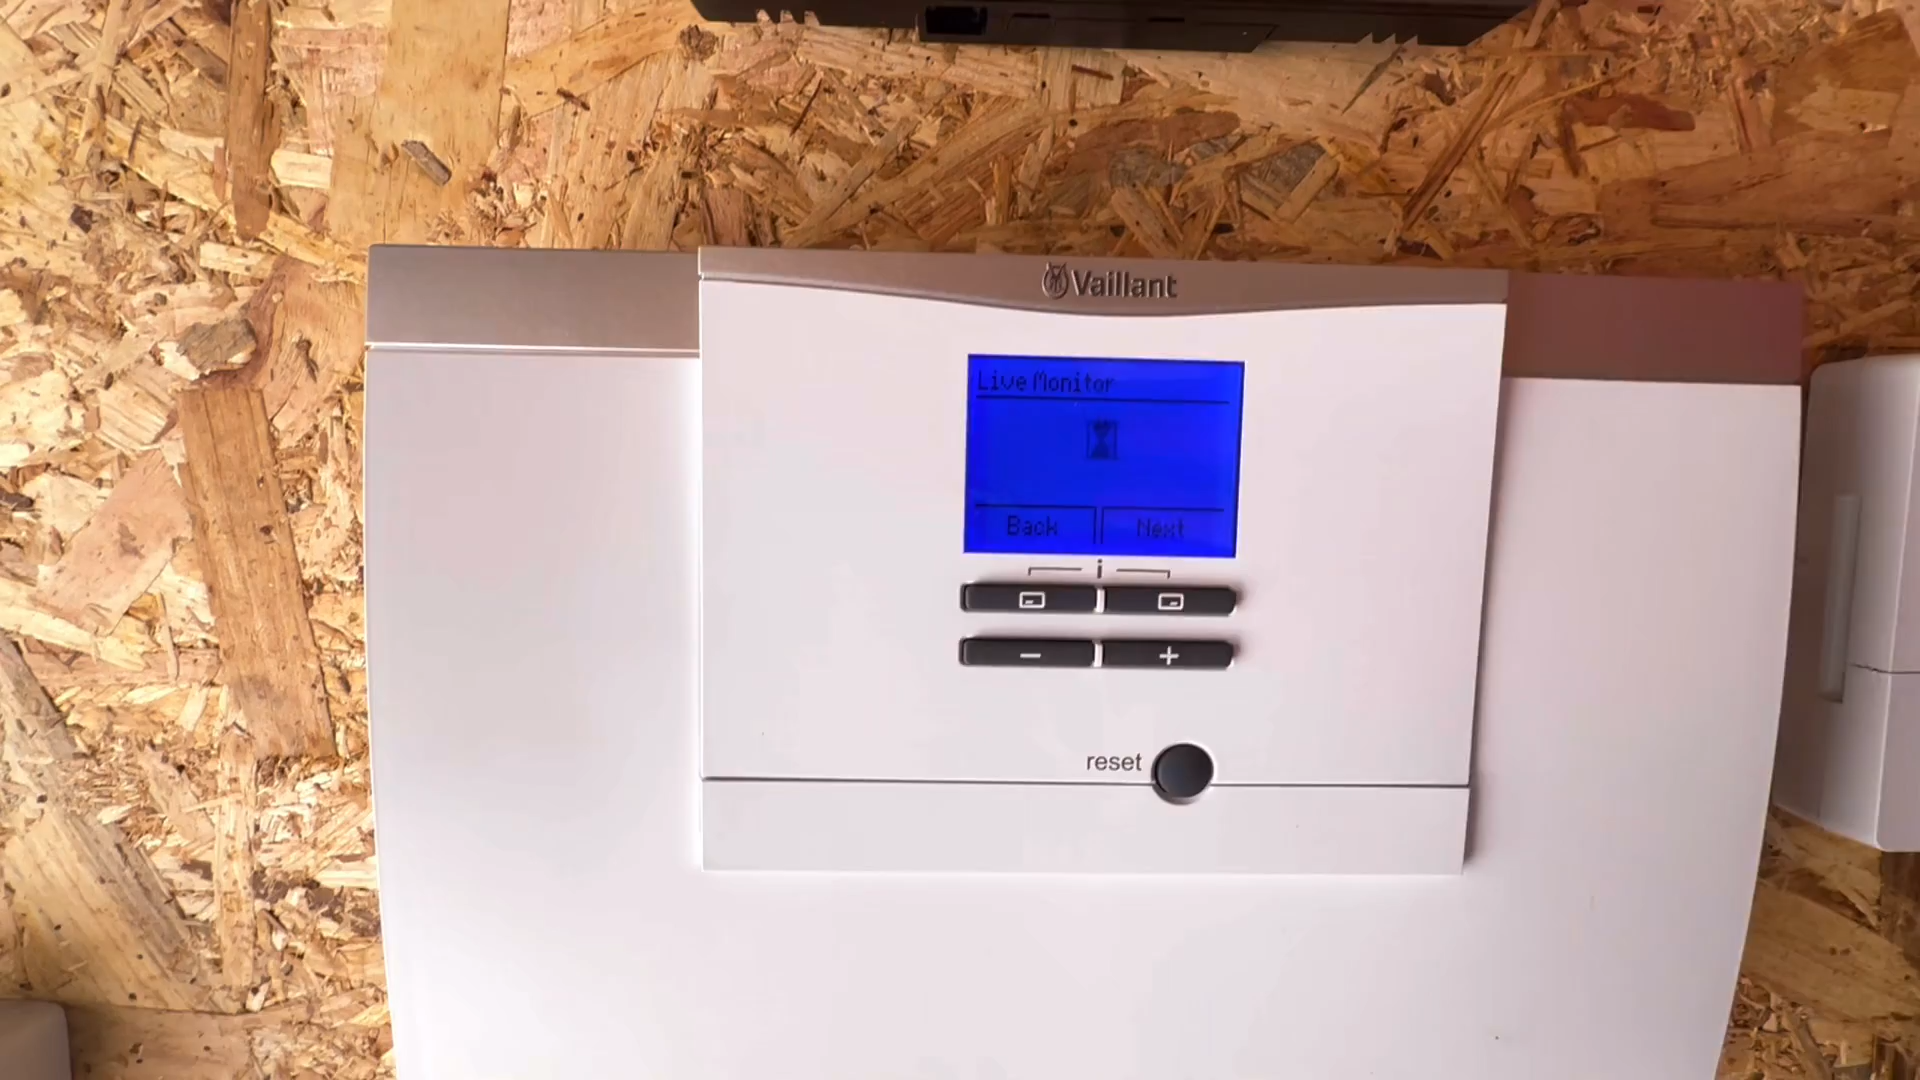 Vaillant
Live Monitor
Back Next
i
- +
reset